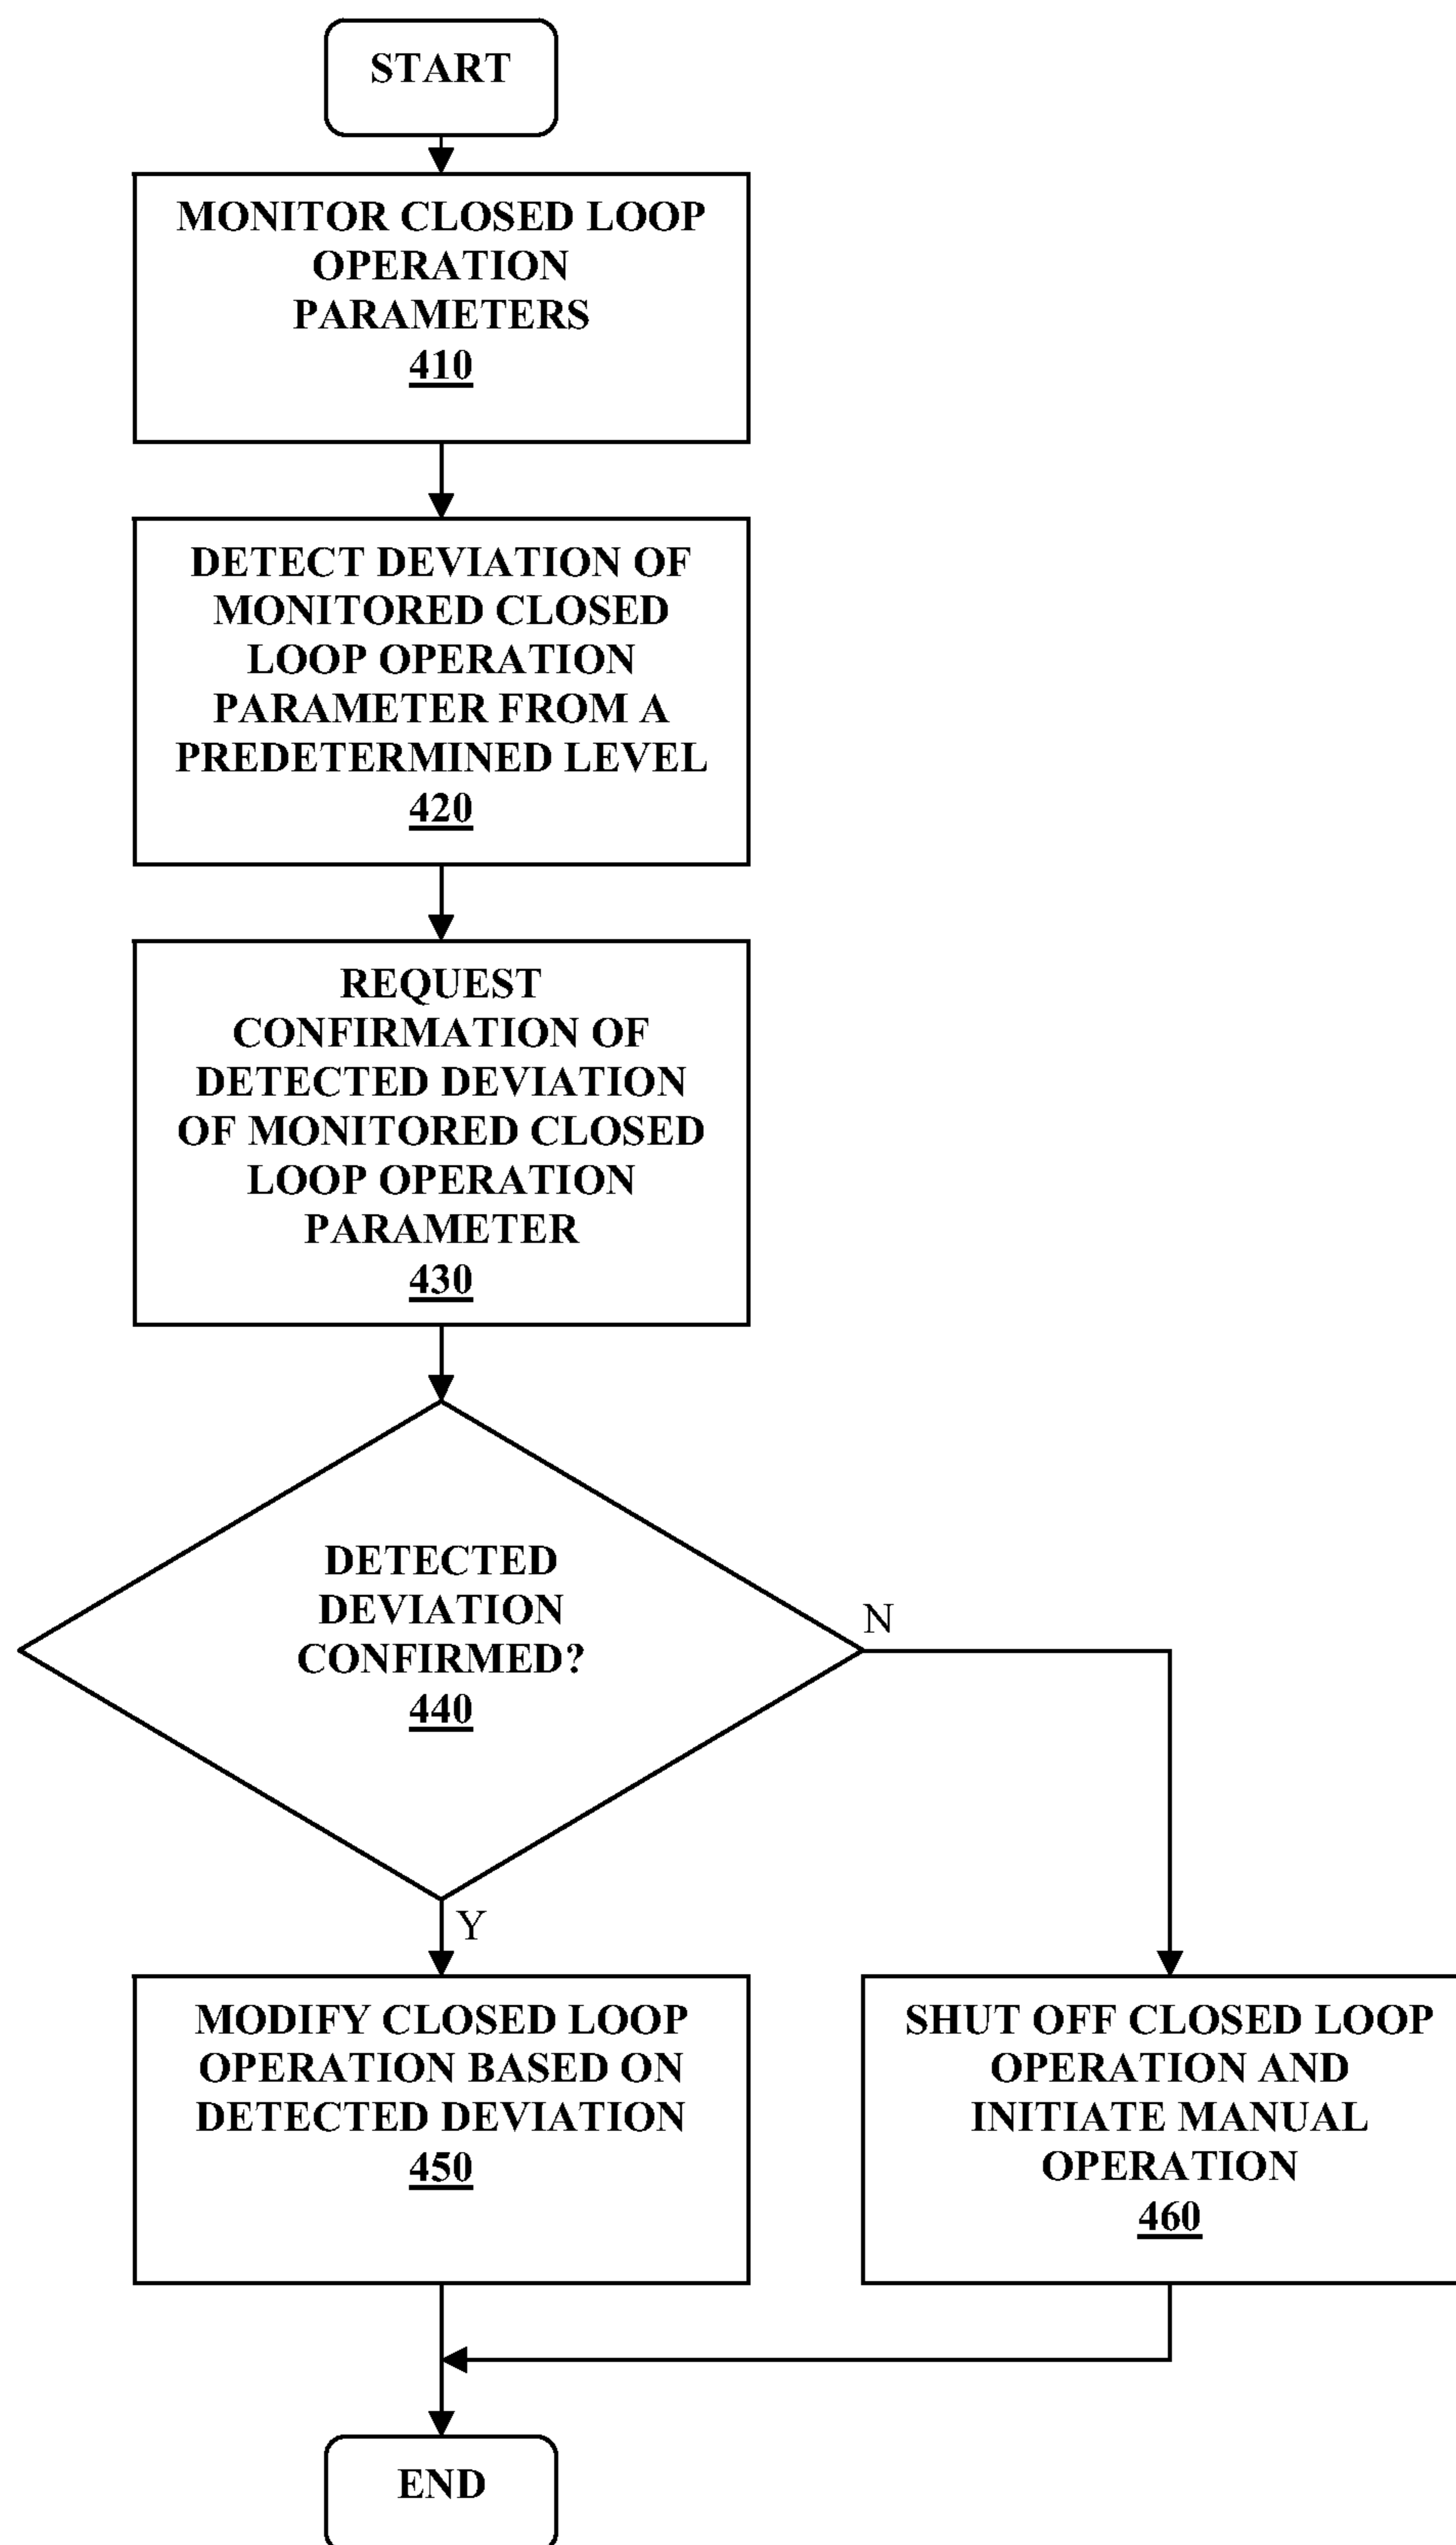 START
MONITOR CLOSED LOOP
OPERATION
PARAMETERS
410
DETECT DEVIATION OF
MONITORED CLOSED
LOOP OPERATION
PARAMETER FROM A
PREDETERMINED LEVEL
420
REQUEST
CONFIRMATION OF
DETECTED DEVIATION
OF MONITORED CLOSED
LOOP OPERATION
PARAMETER
430
DETECTED
DEVIATION
CONFIRMED?
440
N
Y
MODIFY CLOSED LOOP
OPERATION BASED ON
DETECTED DEVIATION
450
SHUT OFF CLOSED LOOP
OPERATION AND
INITIATE MANUAL
OPERATION
460
END